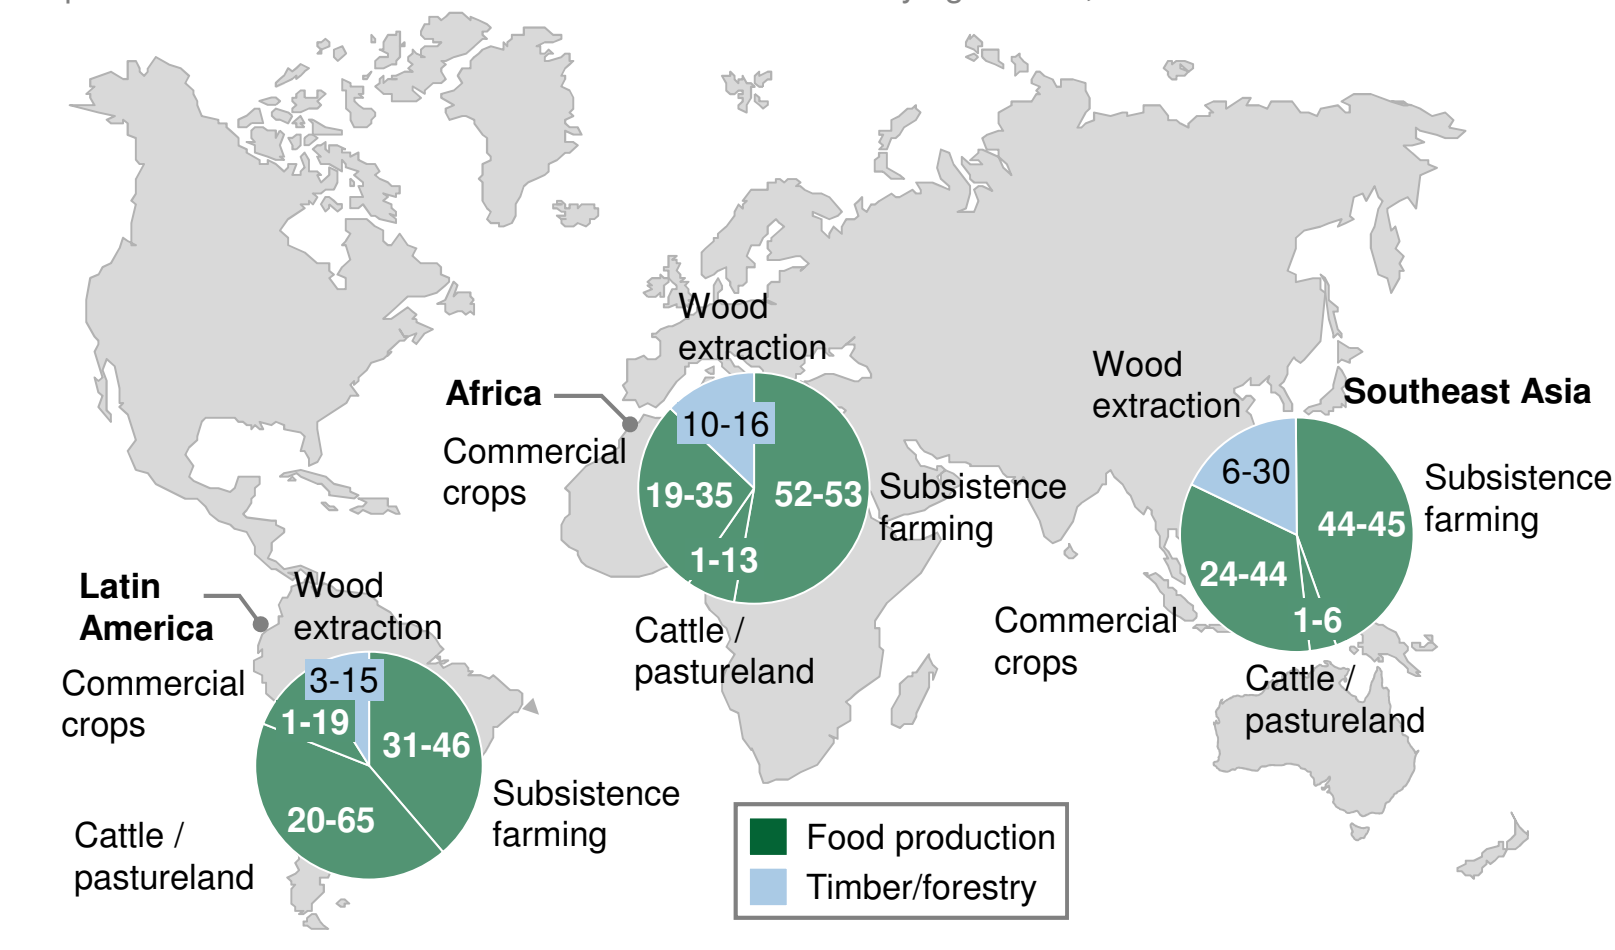 Wood
extraction
Africa
Commercial
crops
10-16
19-35
52-53
1-13
Subsistence
farming
Cattle /
pastureland
Wood
extraction
Southeast Asia
6-30
44-45
24-44
1-6
Subsistence
farming
Commercial
crops
Cattle /
pastureland
Latin
America
Wood
extraction
Commercial
crops
3-15
1-19
31-46
20-65
Subsistence
farming
Cattle /
pastureland
Food production
Timber/forestry